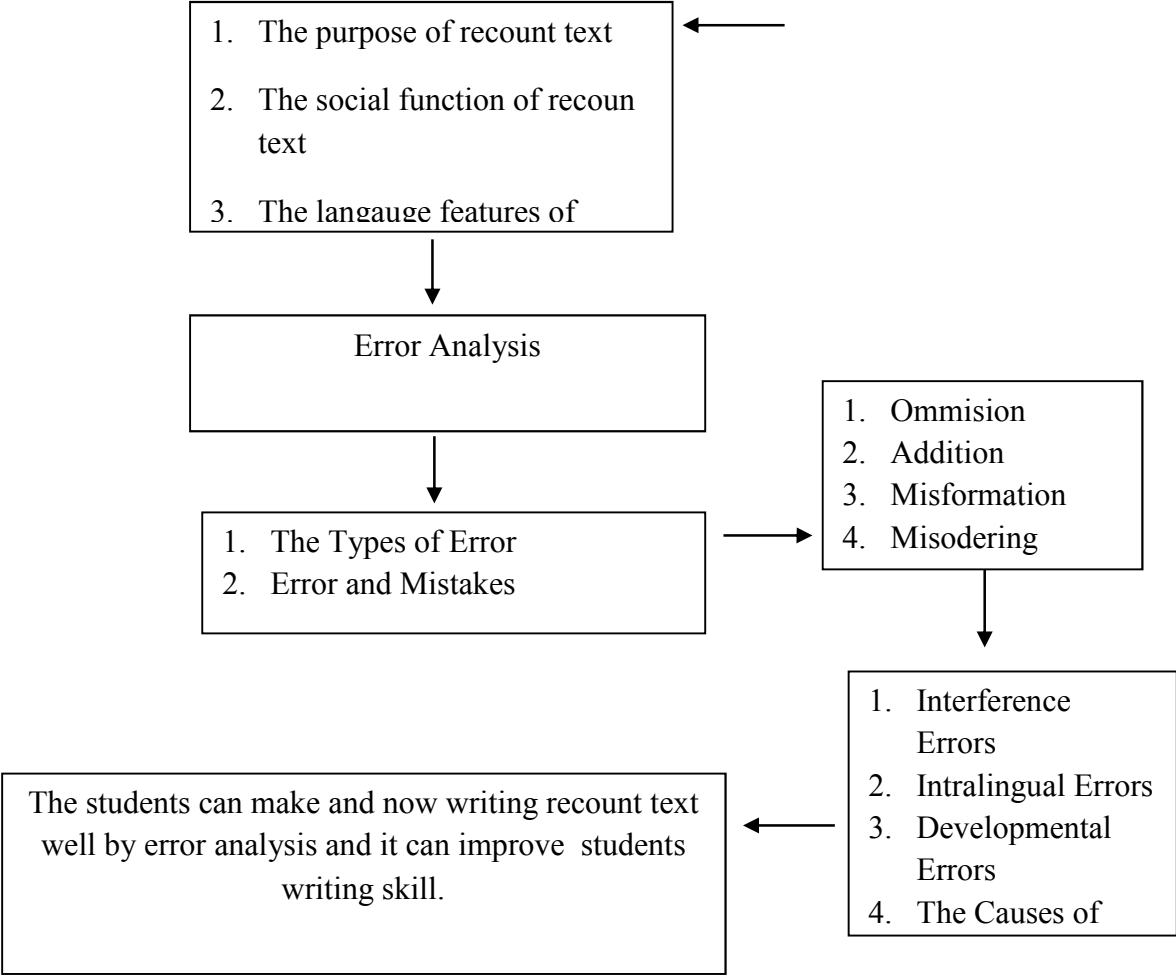 1. The purpose of recount text
2. The social function of recoun
text
3. The langauge features of
Error Analysis
1. The Types of Error
2. Error and Mistakes
1. Ommision
2. Addition
3. Misformation
4. Misodering
1. Interference
Errors
2. Intralingual Errors
3. Developmental
Errors
4. The Causes of
The students can make and now writing recount text
well by error analysis and it can improve students
writing skill.